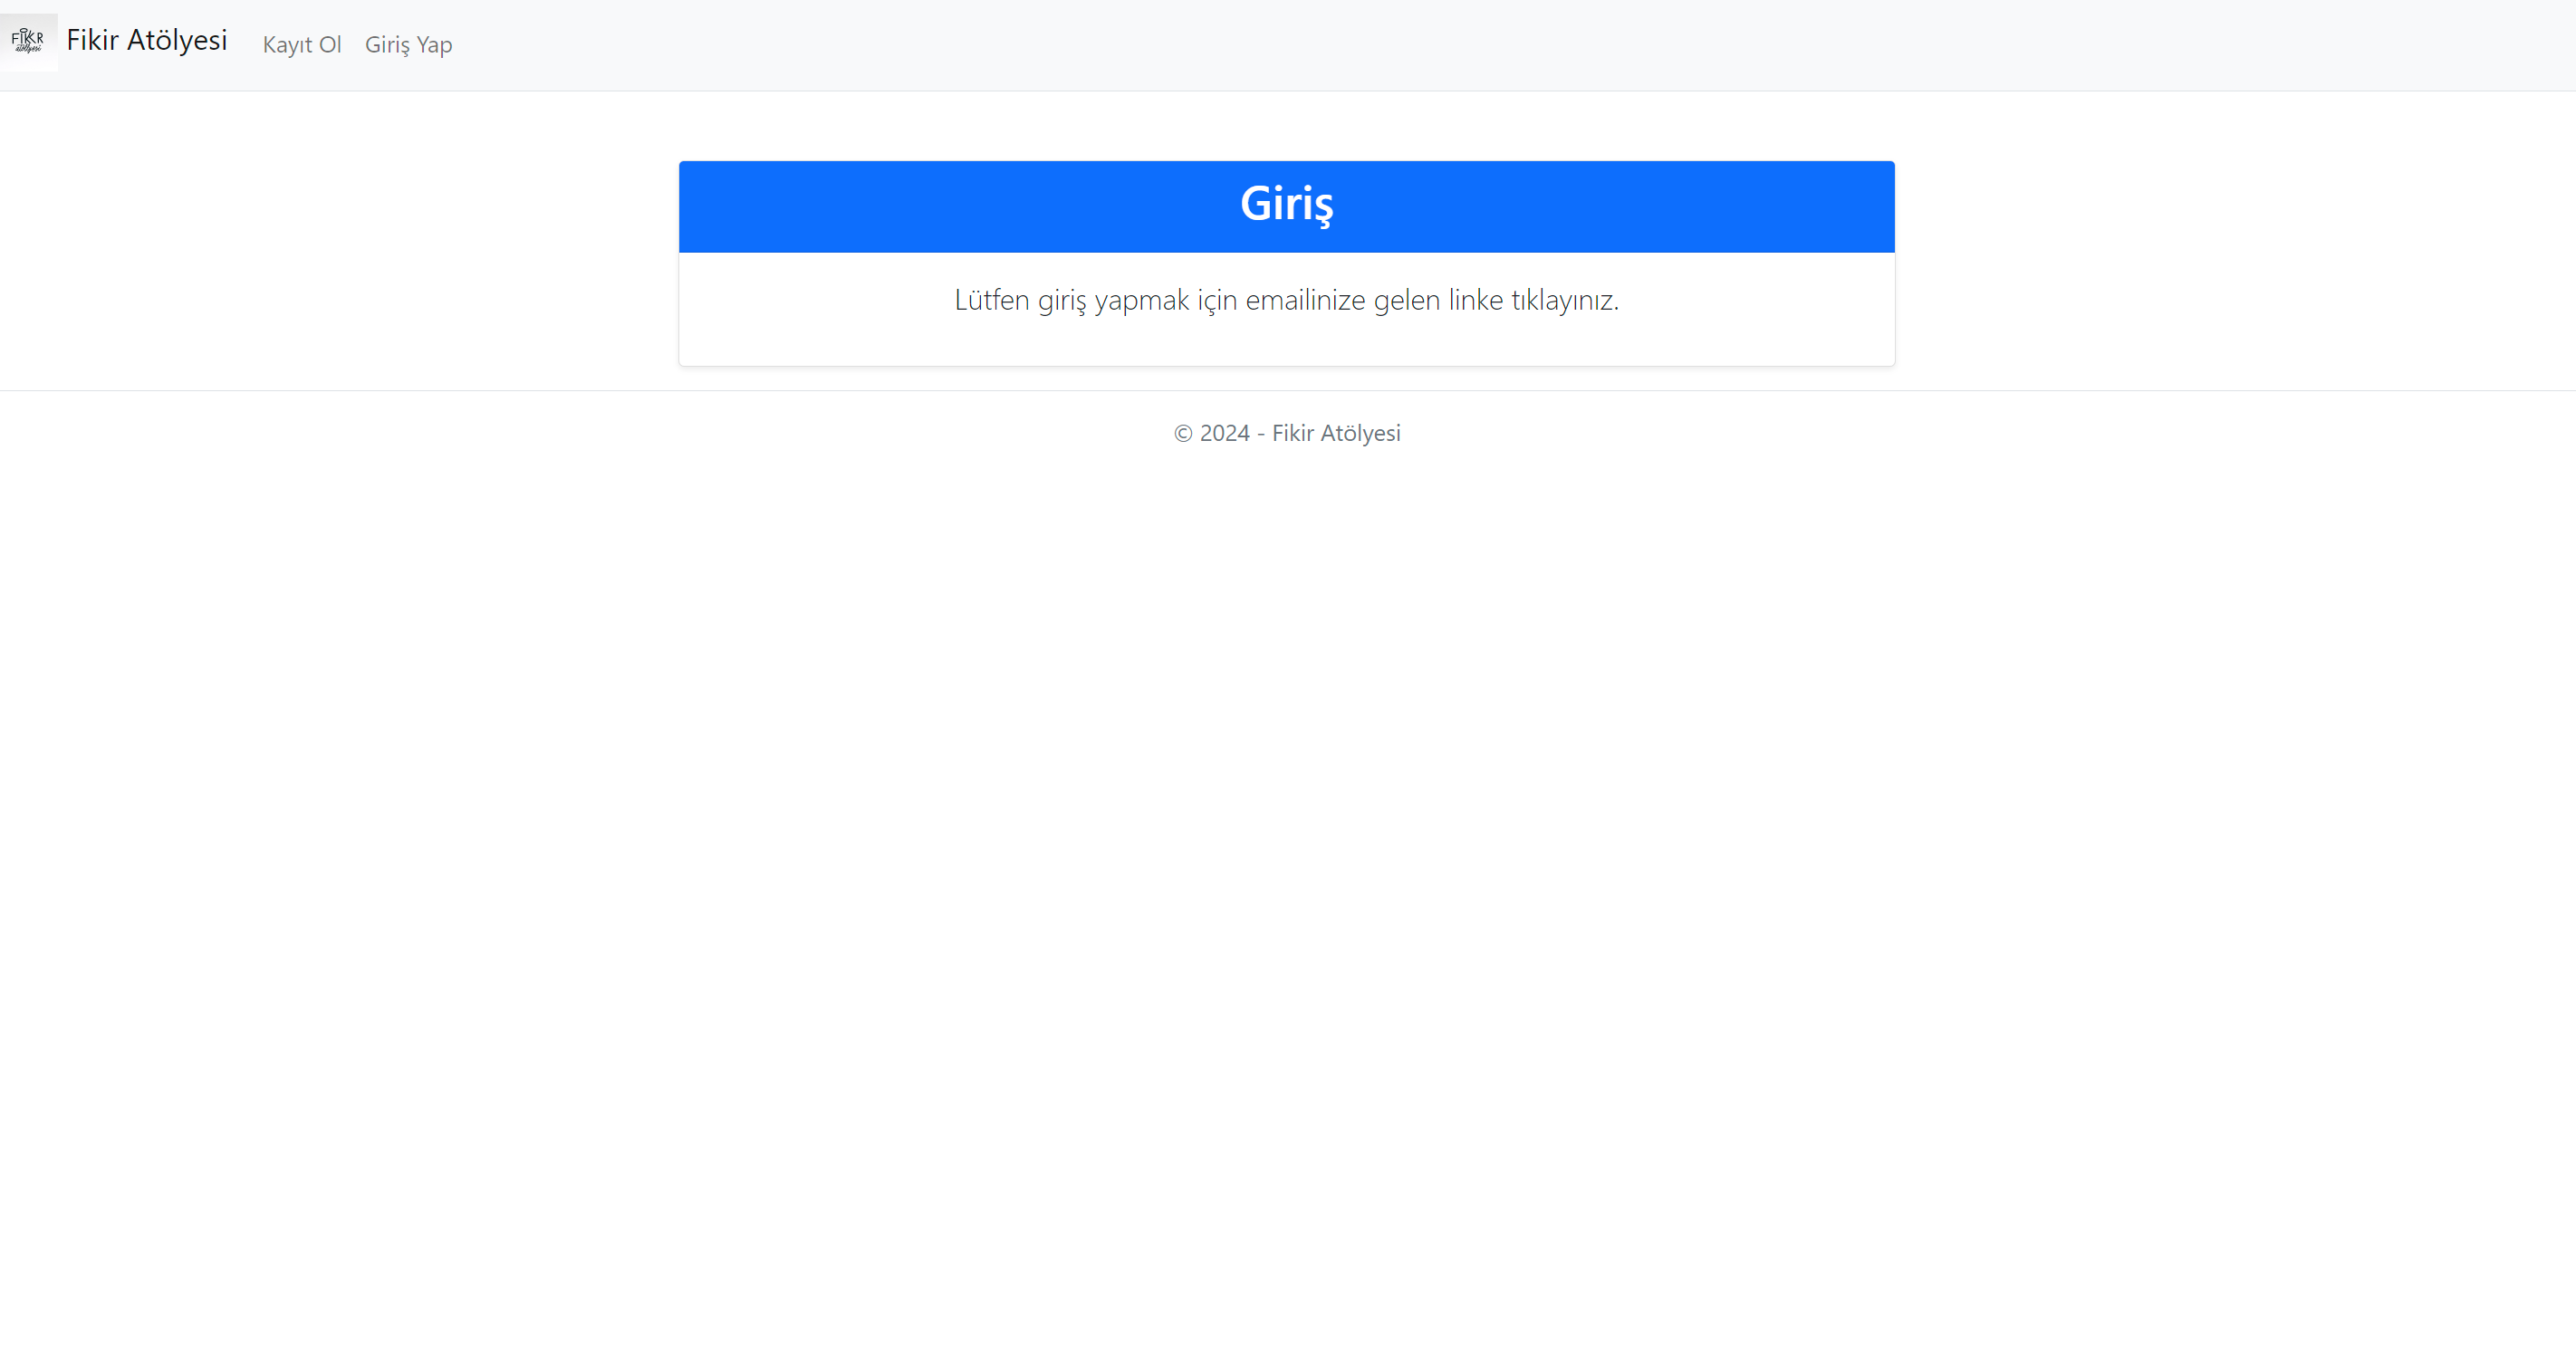 FİKİR
atölyesi
Fikir Atölyesi Kayıt Ol Giriş Yap
Giriş
Lütfen giriş yapmak için emailinize gelen linke tıklayınız.
© 2024 - Fikir Atölyesi